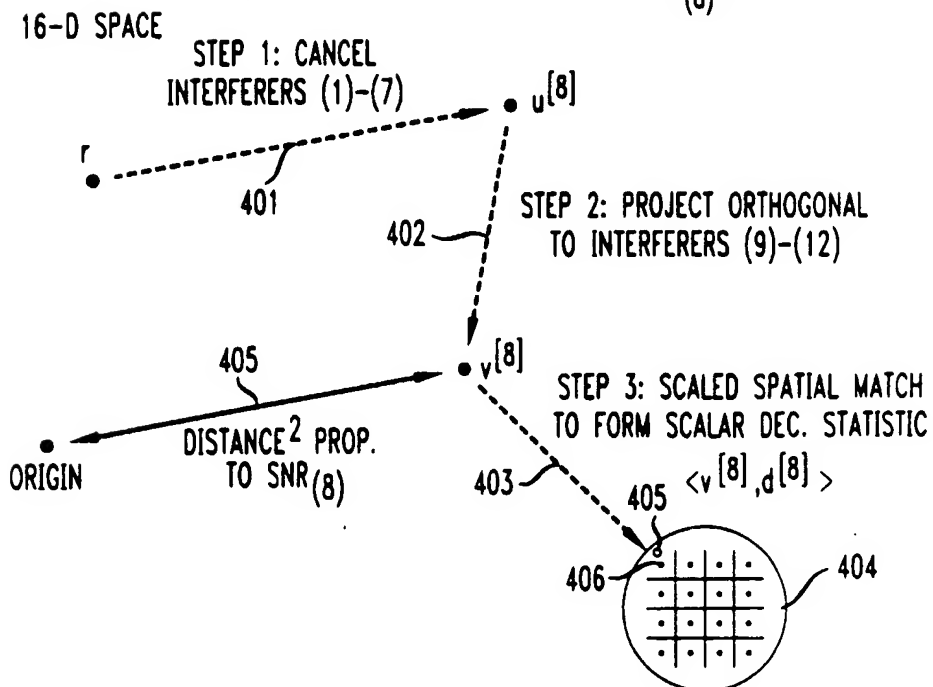 (8)
16-D SPACE
STEP 1: CANCEL
INTERFERERS (1)-(7)
u[8]
r
401
STEP 2: PROJECT ORTHOGONAL
TO INTERFERERS (9)-(12)
402
v[8]
405
STEP 3: SCALED SPATIAL MATCH
TO FORM SCALAR DEC. STATISTIC
<v[8],d[8]>
DISTANCE2 PROP.
TO SNR(8)
ORIGIN
403
405
406
404